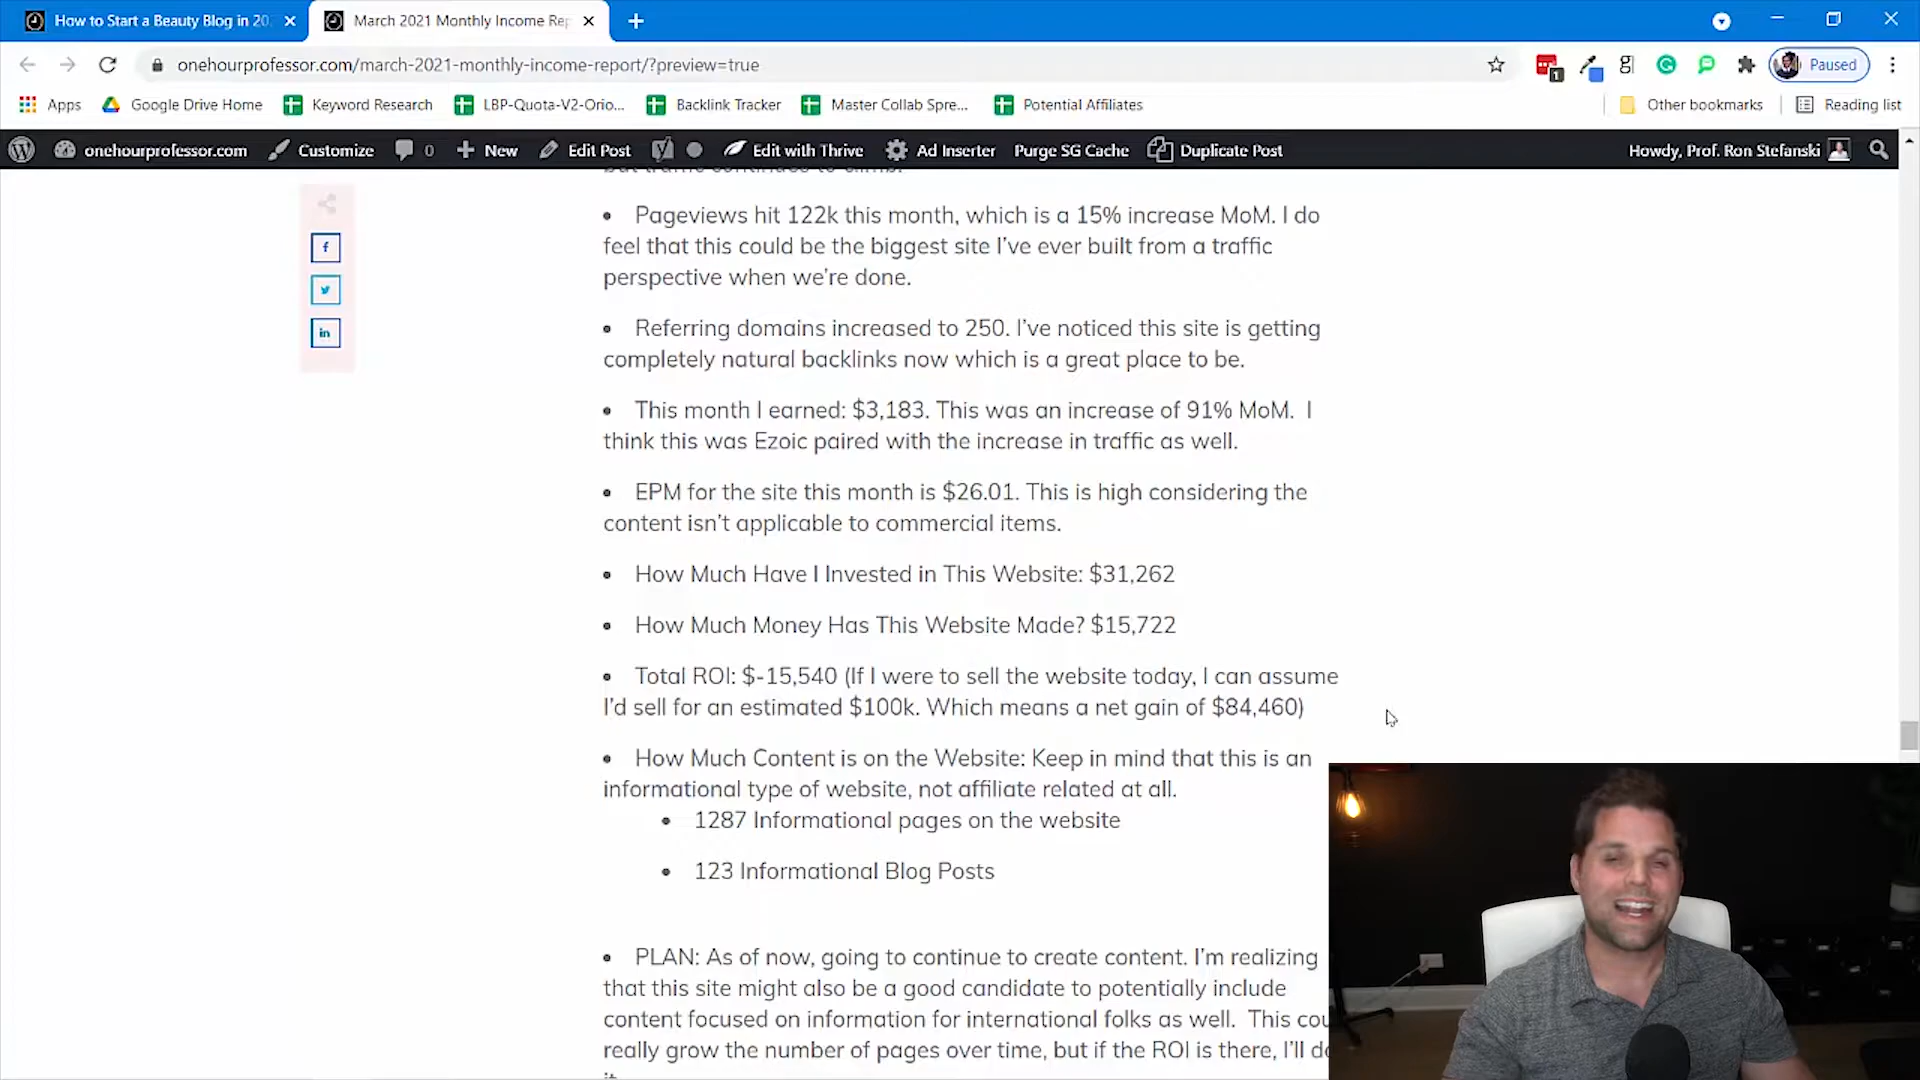 How to Start a Beauty Blog in 20
March 2021 Monthly Income Rep
onehourprofessor.com/march-2021-monthly-income-report/?preview=true
1
g
Paused
Apps
Google Drive Home
Keyword Research
LBP-Quota-V2-Orio...
Backlink Tracker
Master Collab Spre...
Potential Affiliates
Other bookmarks
Reading list
onehourprofessor.com
Customize
0
New
Edit Post
Edit with Thrive
Ad Inserter
Purge SG Cache
Duplicate Post
Howdy, Prof. Ron Stefanski
but traffic continues to climb.
• Pageviews hit 122k this month, which is a 15% increase MoM. I do
feel that this could be the biggest site I've ever built from a traffic
perspective when we're done.
• Referring domains increased to 250. I've noticed this site is getting
completely natural backlinks now which is a great place to be.
• This month I earned: $3,183. This was an increase of 91% MoM. I
think this was Ezoic paired with the increase in traffic as well.
• EPM for the site this month is $26.01. This is high considering the
content isn't applicable to commercial items.
• How Much Have I Invested in This Website: $31,262
• How Much Money Has This Website Made? $15,722
• Total ROI: $-15,540 (If I were to sell the website today, I can assume
I'd sell for an estimated $100k. Which means a net gain of $84,460)
• How Much Content is on the Website: Keep in mind that this is an
informational type of website, not affiliate related at all.
• 1287 Informational pages on the website
• 123 Informational Blog Posts
• PLAN: As of now, going to continue to create content. I'm realizing
that this site might also be a good candidate to potentially include
content focused on information for international folks as well. This cou
really grow the number of pages over time, but if the ROI is there, I'll do